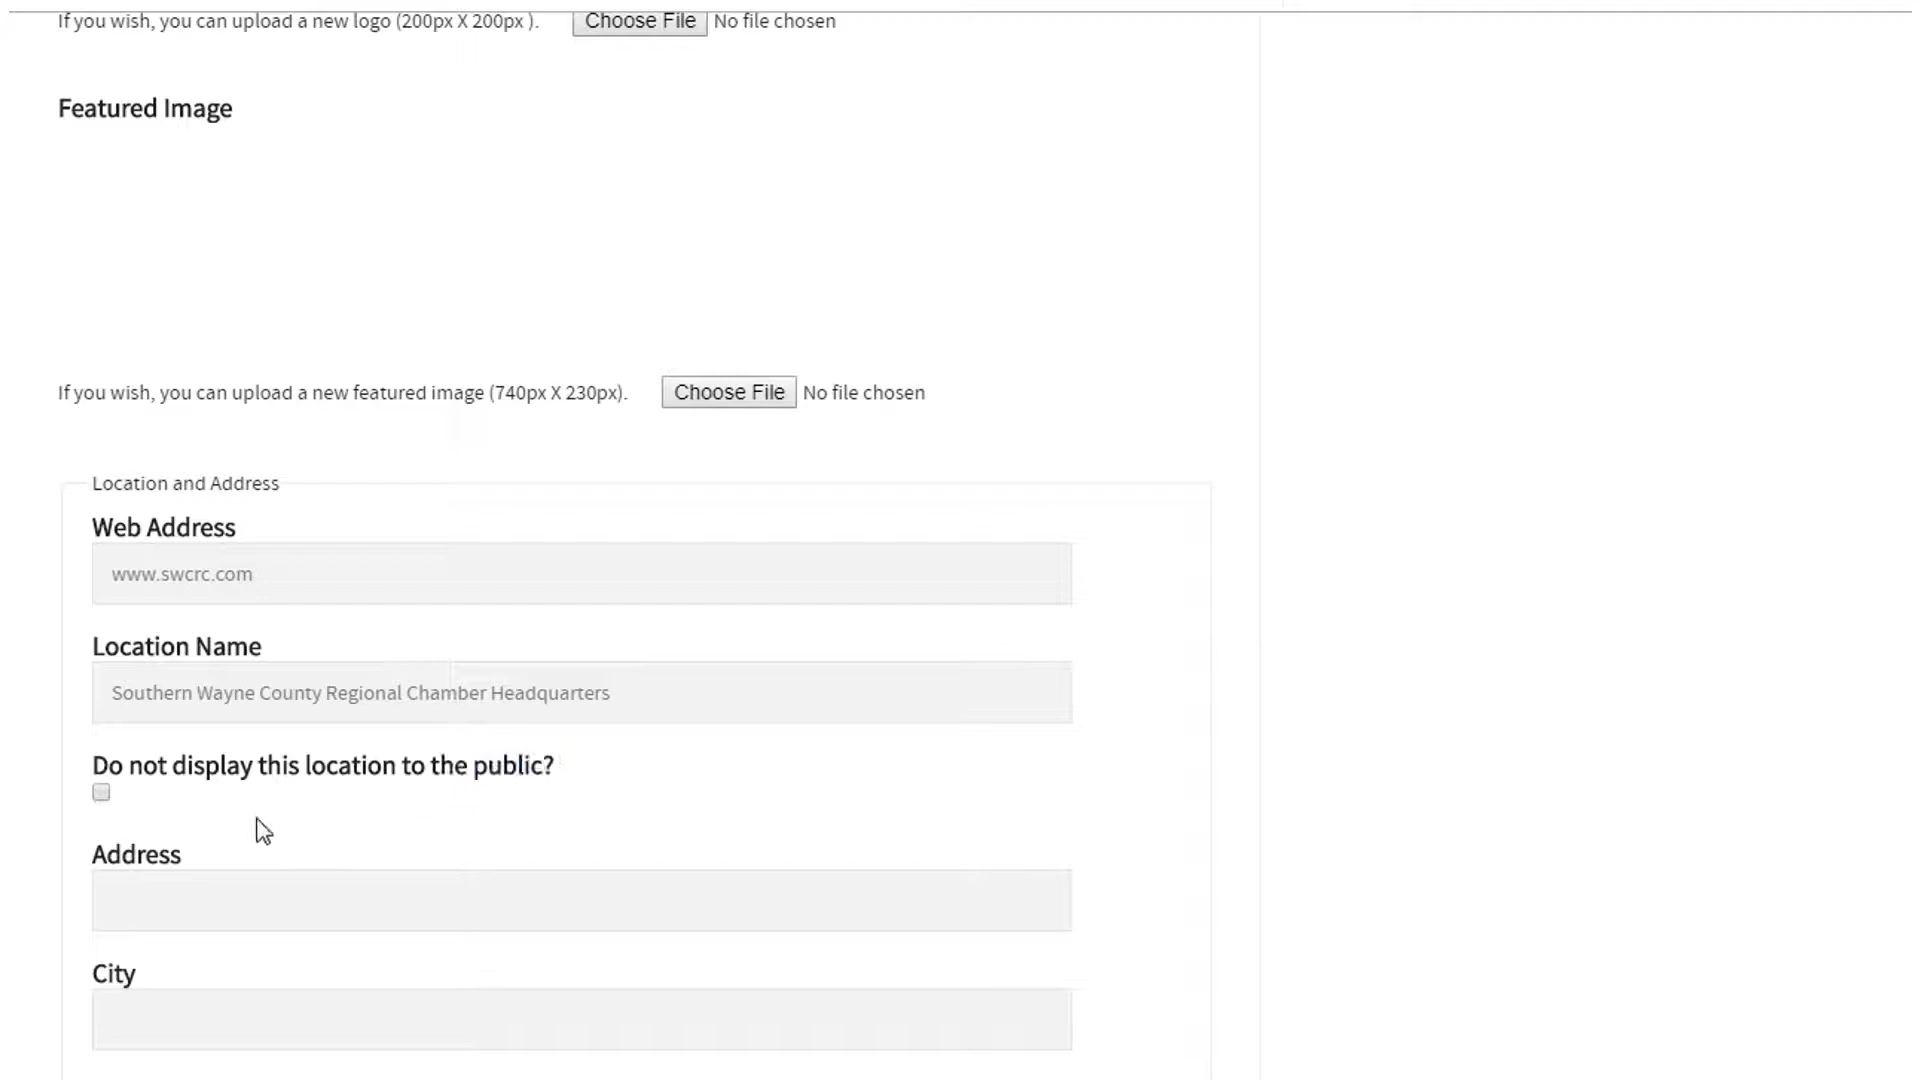 If you wish, you can upload a new logo (200px X 200px ). Choose File No file chosen
Featured Image
If you wish, you can upload a new featured image (740px X 230px). Choose File No file chosen
Location and Address
Web Address
www.swcrc.com
Location Name
Southern Wayne County Regional Chamber Headquarters
Do not display this location to the public?
Address
City